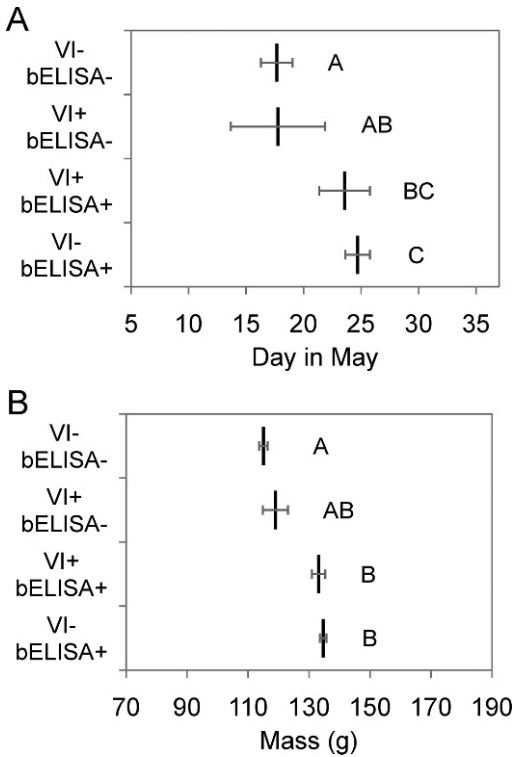 A
VI-
bELISA-
A
VI+
bELISA-
AB
VI+
bELISA+
BC
VI-
bELISA+
C
5 10 15 20 25 30 35
Day in May
B
VI-
bELISA-
A
VI+
bELISA-
AB
VI+
bELISA+
B
VI-
bELISA+
B
70 90 110 130 150 170 190
Mass (g)